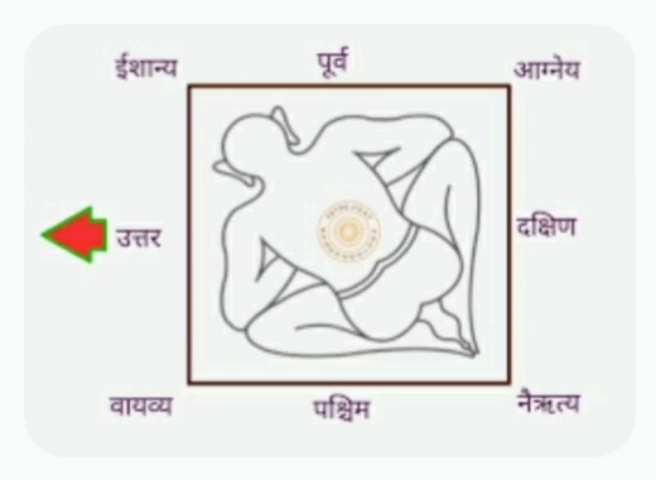 ईशान्य
पूर्व
आग्नेय
उत्तर
दक्षिण
वायव्य
पश्चिम
नैऋत्य